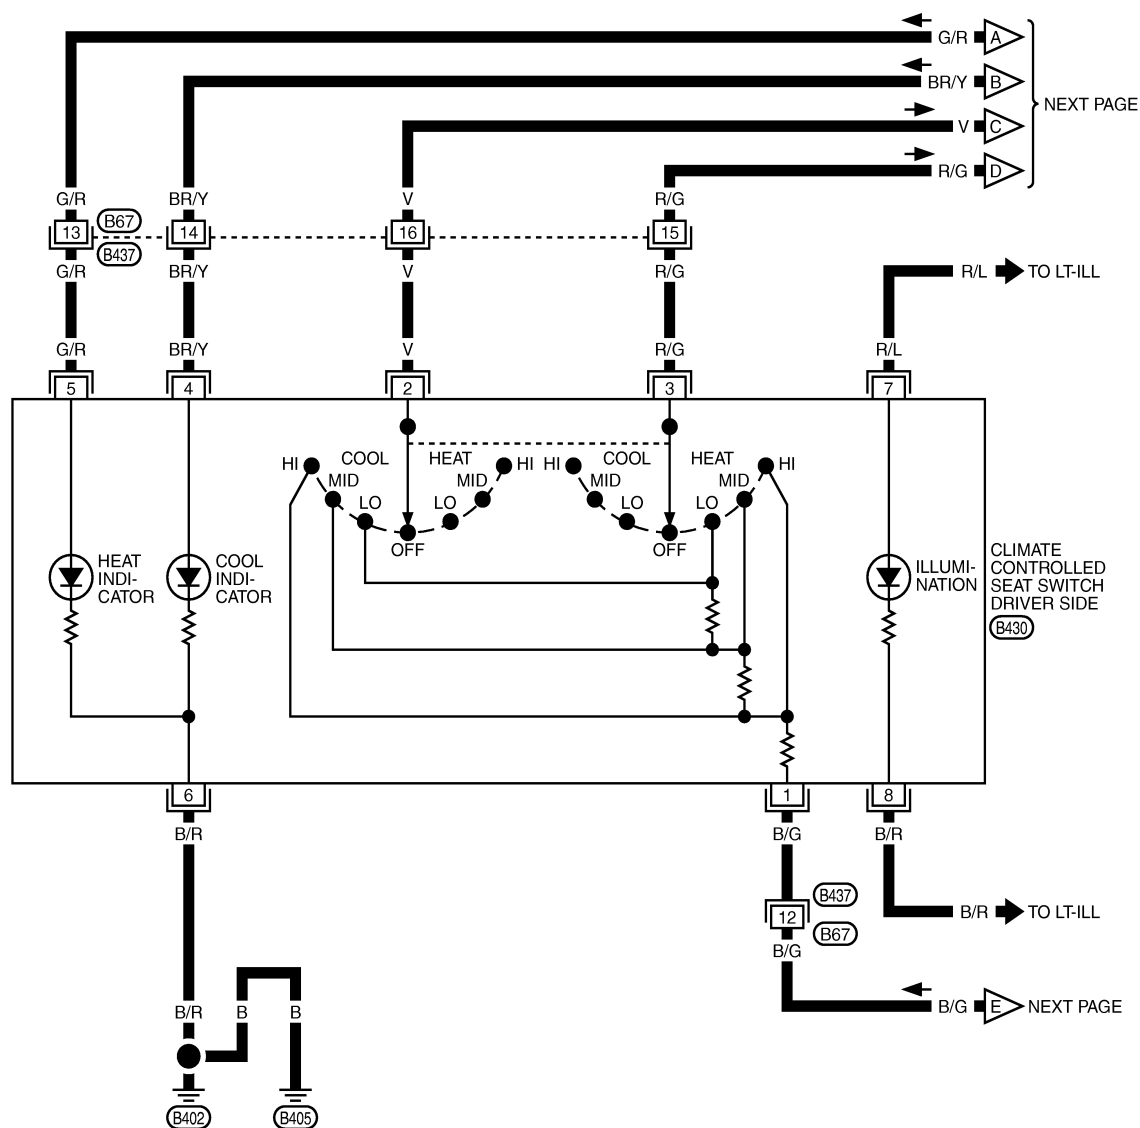 G/R A
BR/Y B
V C
R/G D
NEXT PAGE
G/R BR/Y V R/G
13 B67 14 16 15
B437
G/R BR/Y V R/G
R/L TO LT-ILL
G/R BR/Y V R/G R/L
5 4 2 3 7
HI COOL HEAT HI HI COOL HEAT HI
MID MID MID MID
LO LO LO LO
OFF OFF
HEAT
INDI-
CATOR
COOL
INDI-
CATOR
ILLUMI-
NATION
CLIMATE
CONTROLLED
SEAT SWITCH
DRIVER SIDE
B430
6 1 8
B/R B/G B/R
B437
12
B67
B/R TO LT-ILL
B/G
B/G E NEXT PAGE
B/R B B
B402 B405